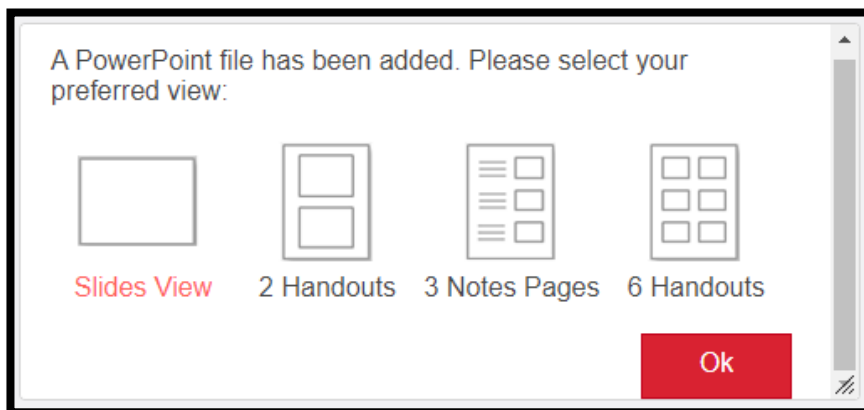 A PowerPoint file has been added. Please select your
preferred view:
Slides View 2 Handouts 3 Notes Pages 6 Handouts
Ok